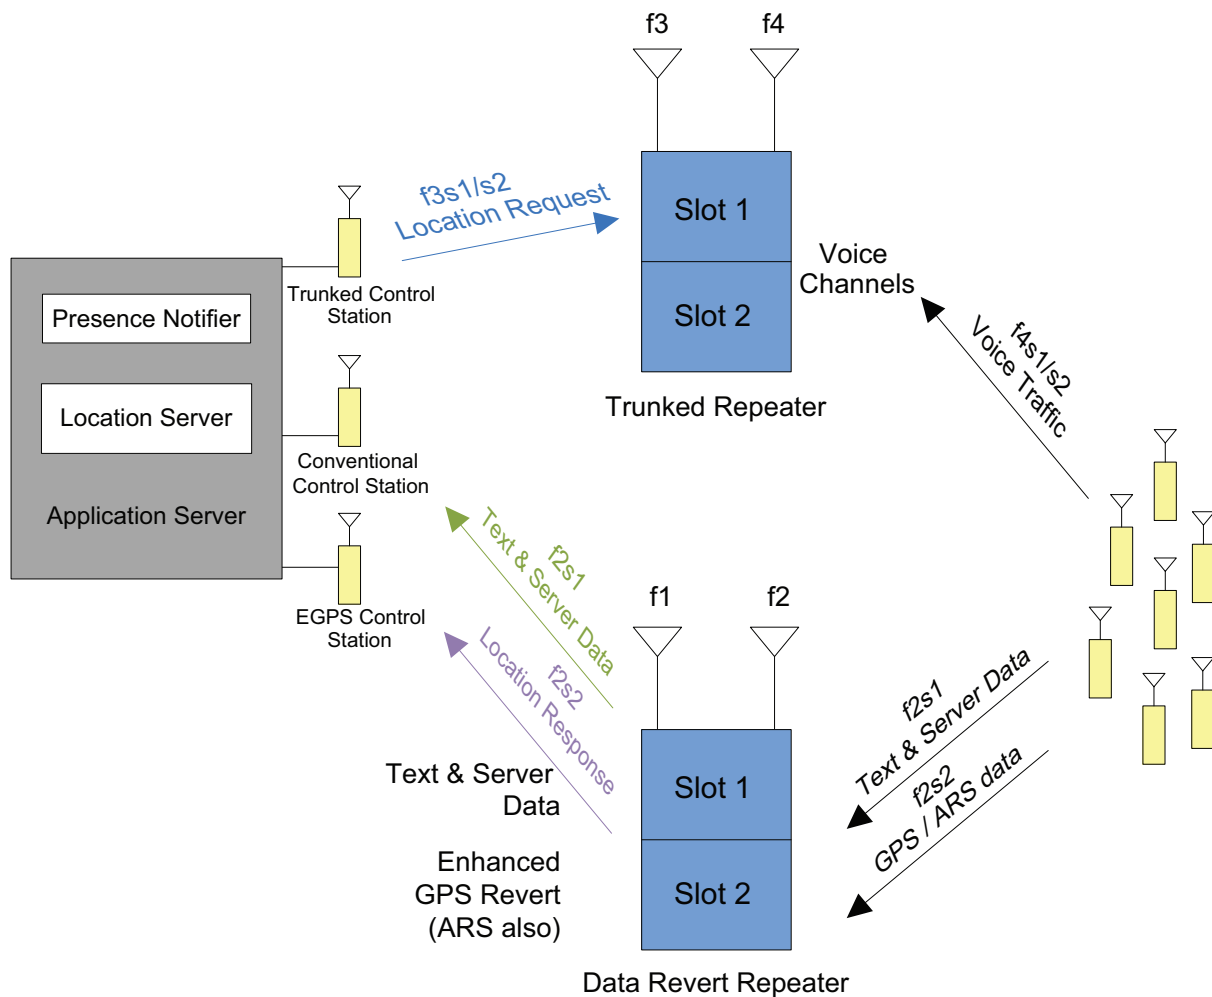 f3
f4
f3s1/s2
Location Request
Slot 1
Slot 2
Voice
Channels
Trunked Repeater
f4s1/s2
Voice Traffic
Trunked Control
Station
Presence Notifier
Location Server
Application Server
Conventional
Control Station
EGPS Control
Station
f2s1
Text & Server Data
f2s2
Location Response
f1
f2
Text & Server
Data
Slot 1
Enhanced
GPS Revert
(ARS also)
Slot 2
Data Revert Repeater
f2s1
Text & Server Data
f2s2
GPS / ARS data